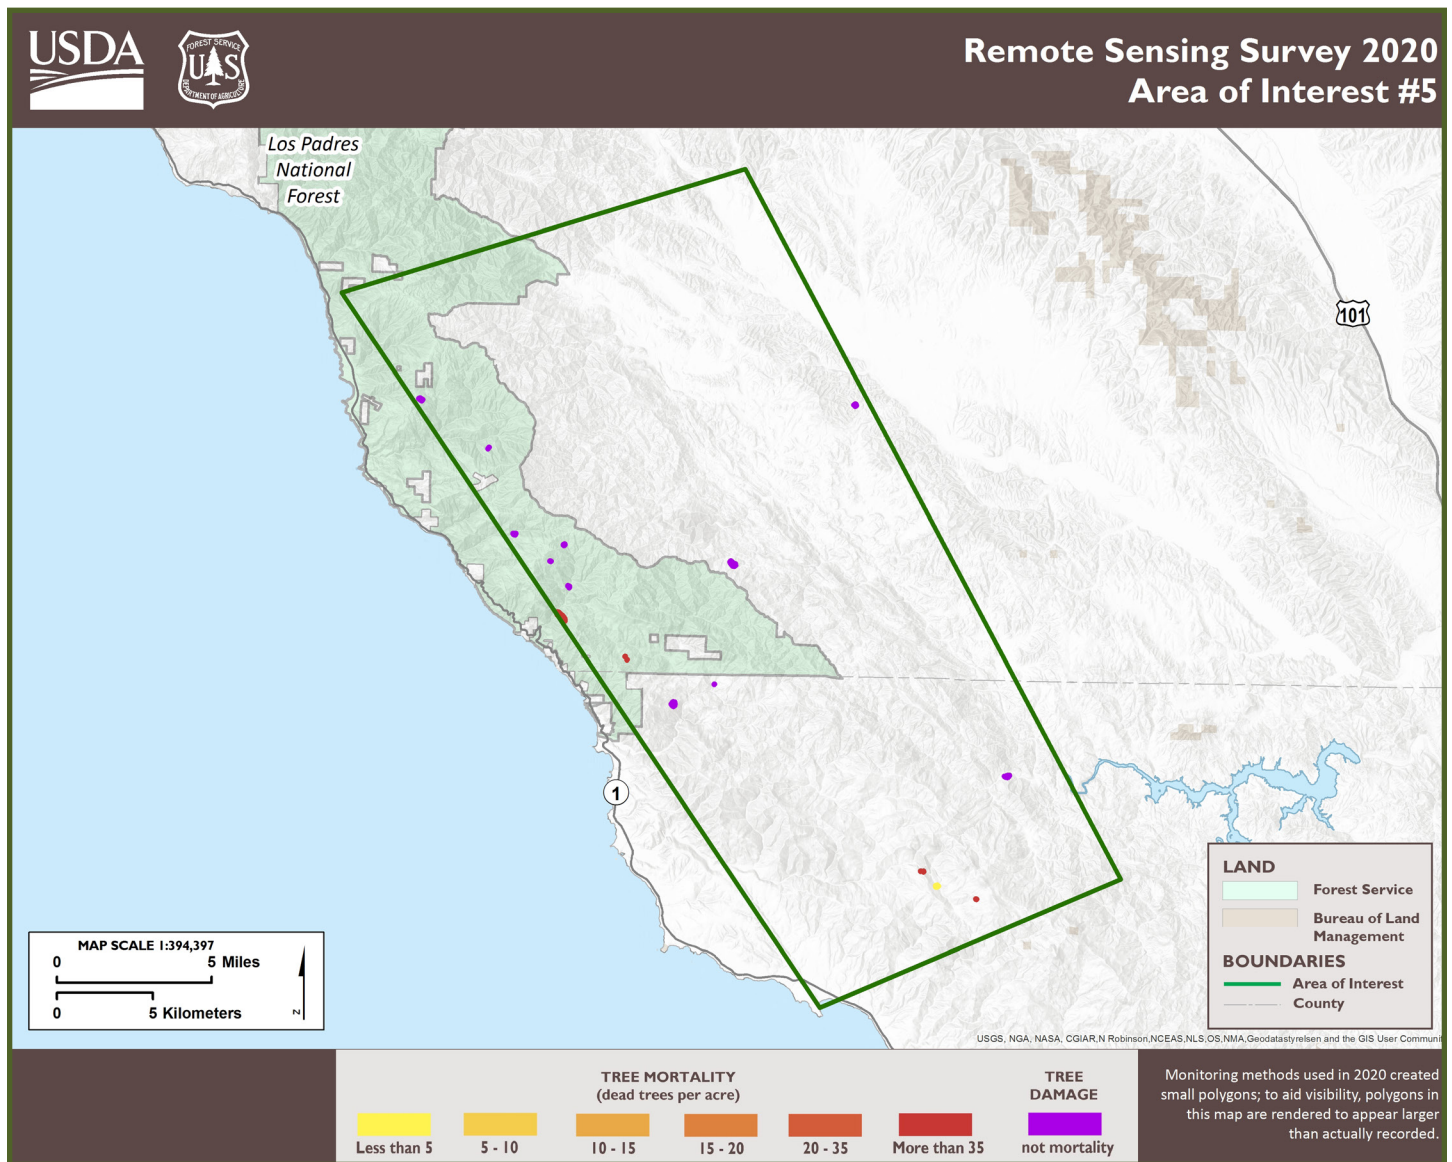 USDA
FOREST SERVICE
U S
DEPARTMENT OF AGRICULTURE
Remote Sensing Survey 2020
Area of Interest #5
Los Padres
National
Forest
101
1
MAP SCALE 1:394,397
0 5 Miles
0 5 Kilometers
N
LAND
Forest Service
Bureau of Land
Management
BOUNDARIES
Area of Interest
County
USGS, NGA, NASA, CGIAR,N Robinson,NCEAS,NLS,OS,NMA,Geodatastyrelsen and the GIS User Communi
TREE MORTALITY
(dead trees per acre)
Less than 5
5 - 10
10 - 15
15 - 20
20 - 35
More than 35
TREE
DAMAGE
not mortality
Monitoring methods used in 2020 created
small polygons; to aid visibility, polygons in
this map are rendered to appear larger
than actually recorded.